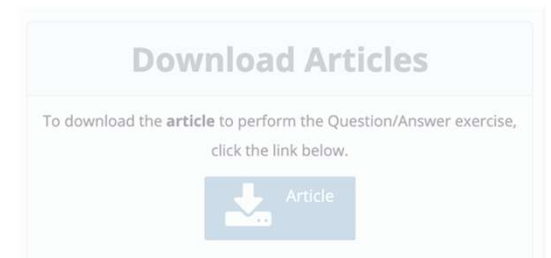 Download Articles
To download the article to perform the Question/Answer exercise,
click the link below.
Article